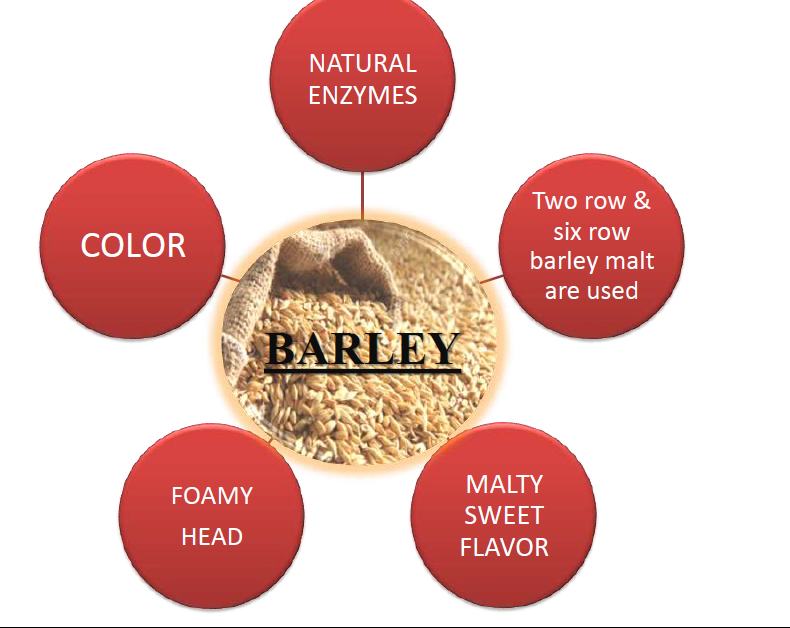 NATURAL
ENZYMES
COLOR
Two row &
six row
barley malt
are used
BARLEY
FOAMY
HEAD
MALTY
SWEET
FLAVOR